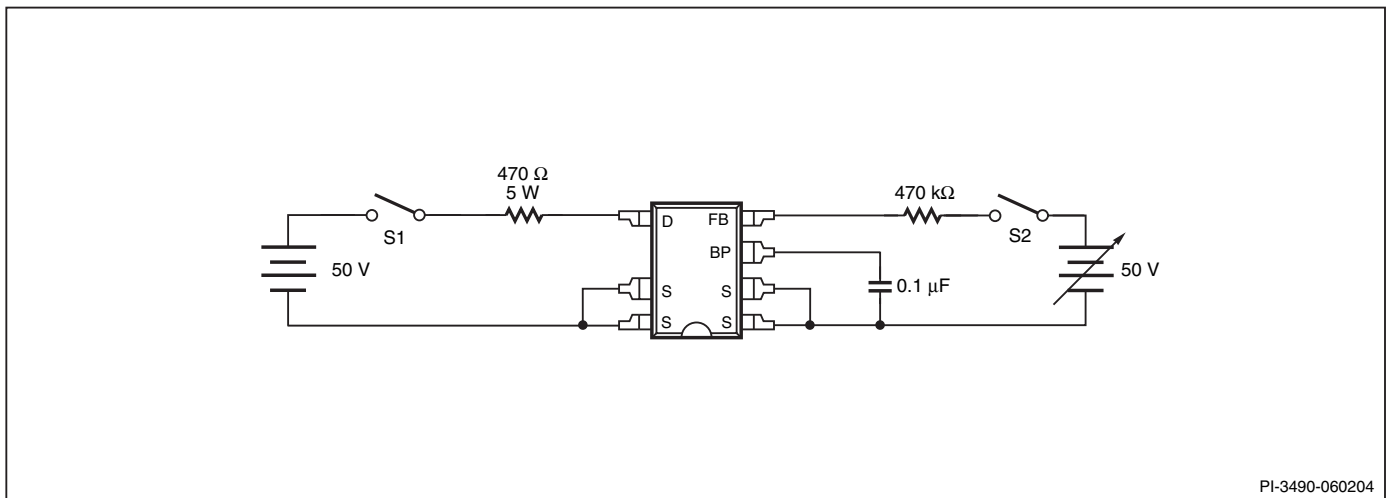 470 Ω
5 W
470 kΩ
S1
D
FB
S2
BP
50 V
50 V
0.1 µF
S
S
S
S
PI-3490-060204